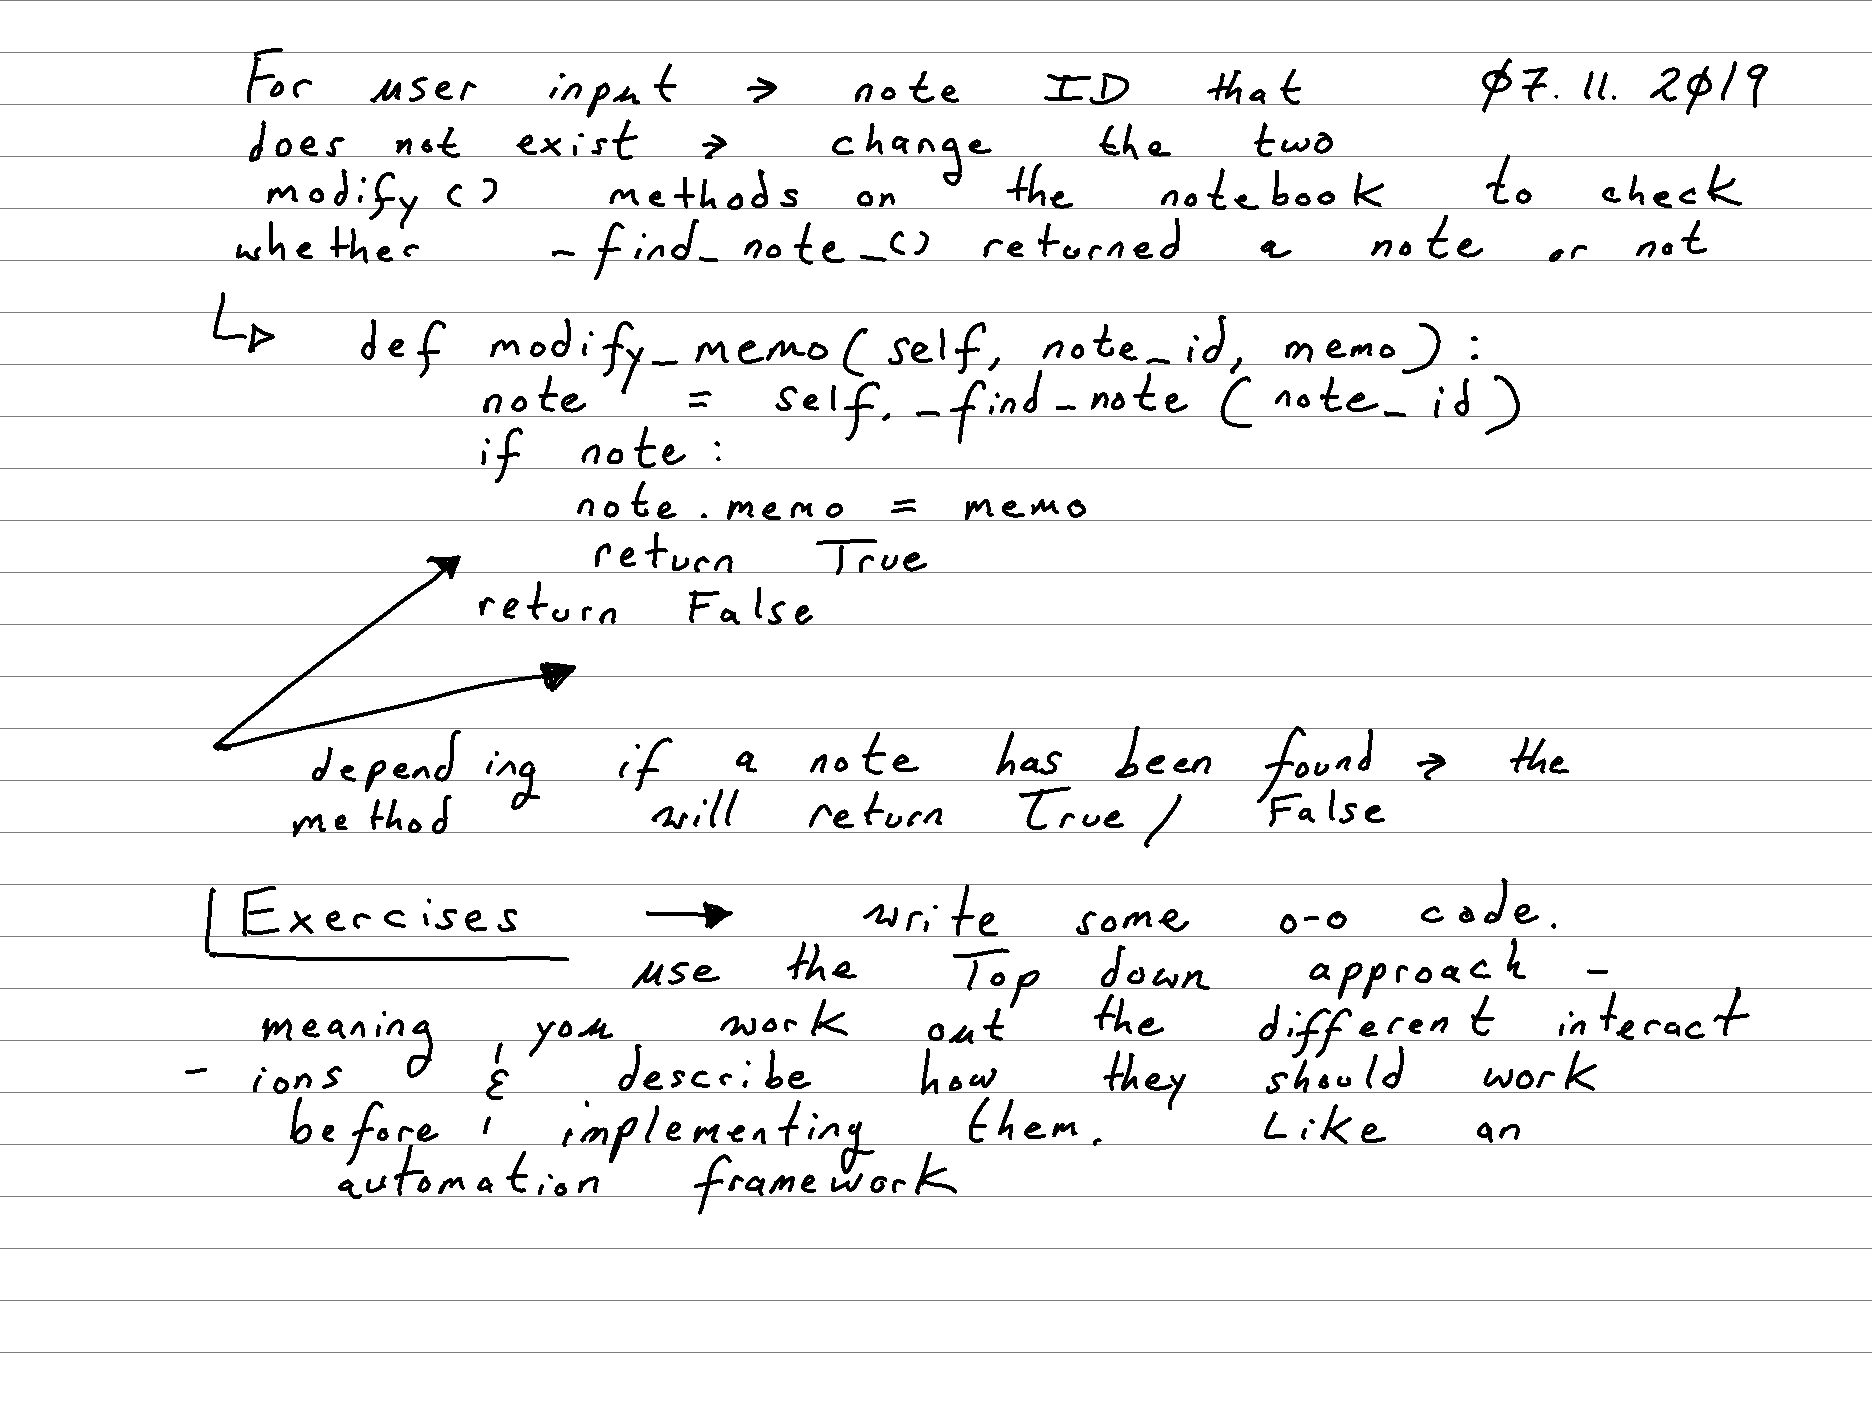 For user input → note ID that 07.11.2019
does not exist → change the two
modify() methods on the notebook to check
whether _find_note_() returned a note or not
def modify_memo(self, note_id, memo):
note = self._find_note(note_id)
if note:
note.memo = memo
return True
return False
depending if a note has been found → the
method will return True/ False
Exercises → write some o-o code.
use the Top down approach -
meaning, you work out the different interact
- ions & describe how they should work
before implementing them. Like an
automation framework